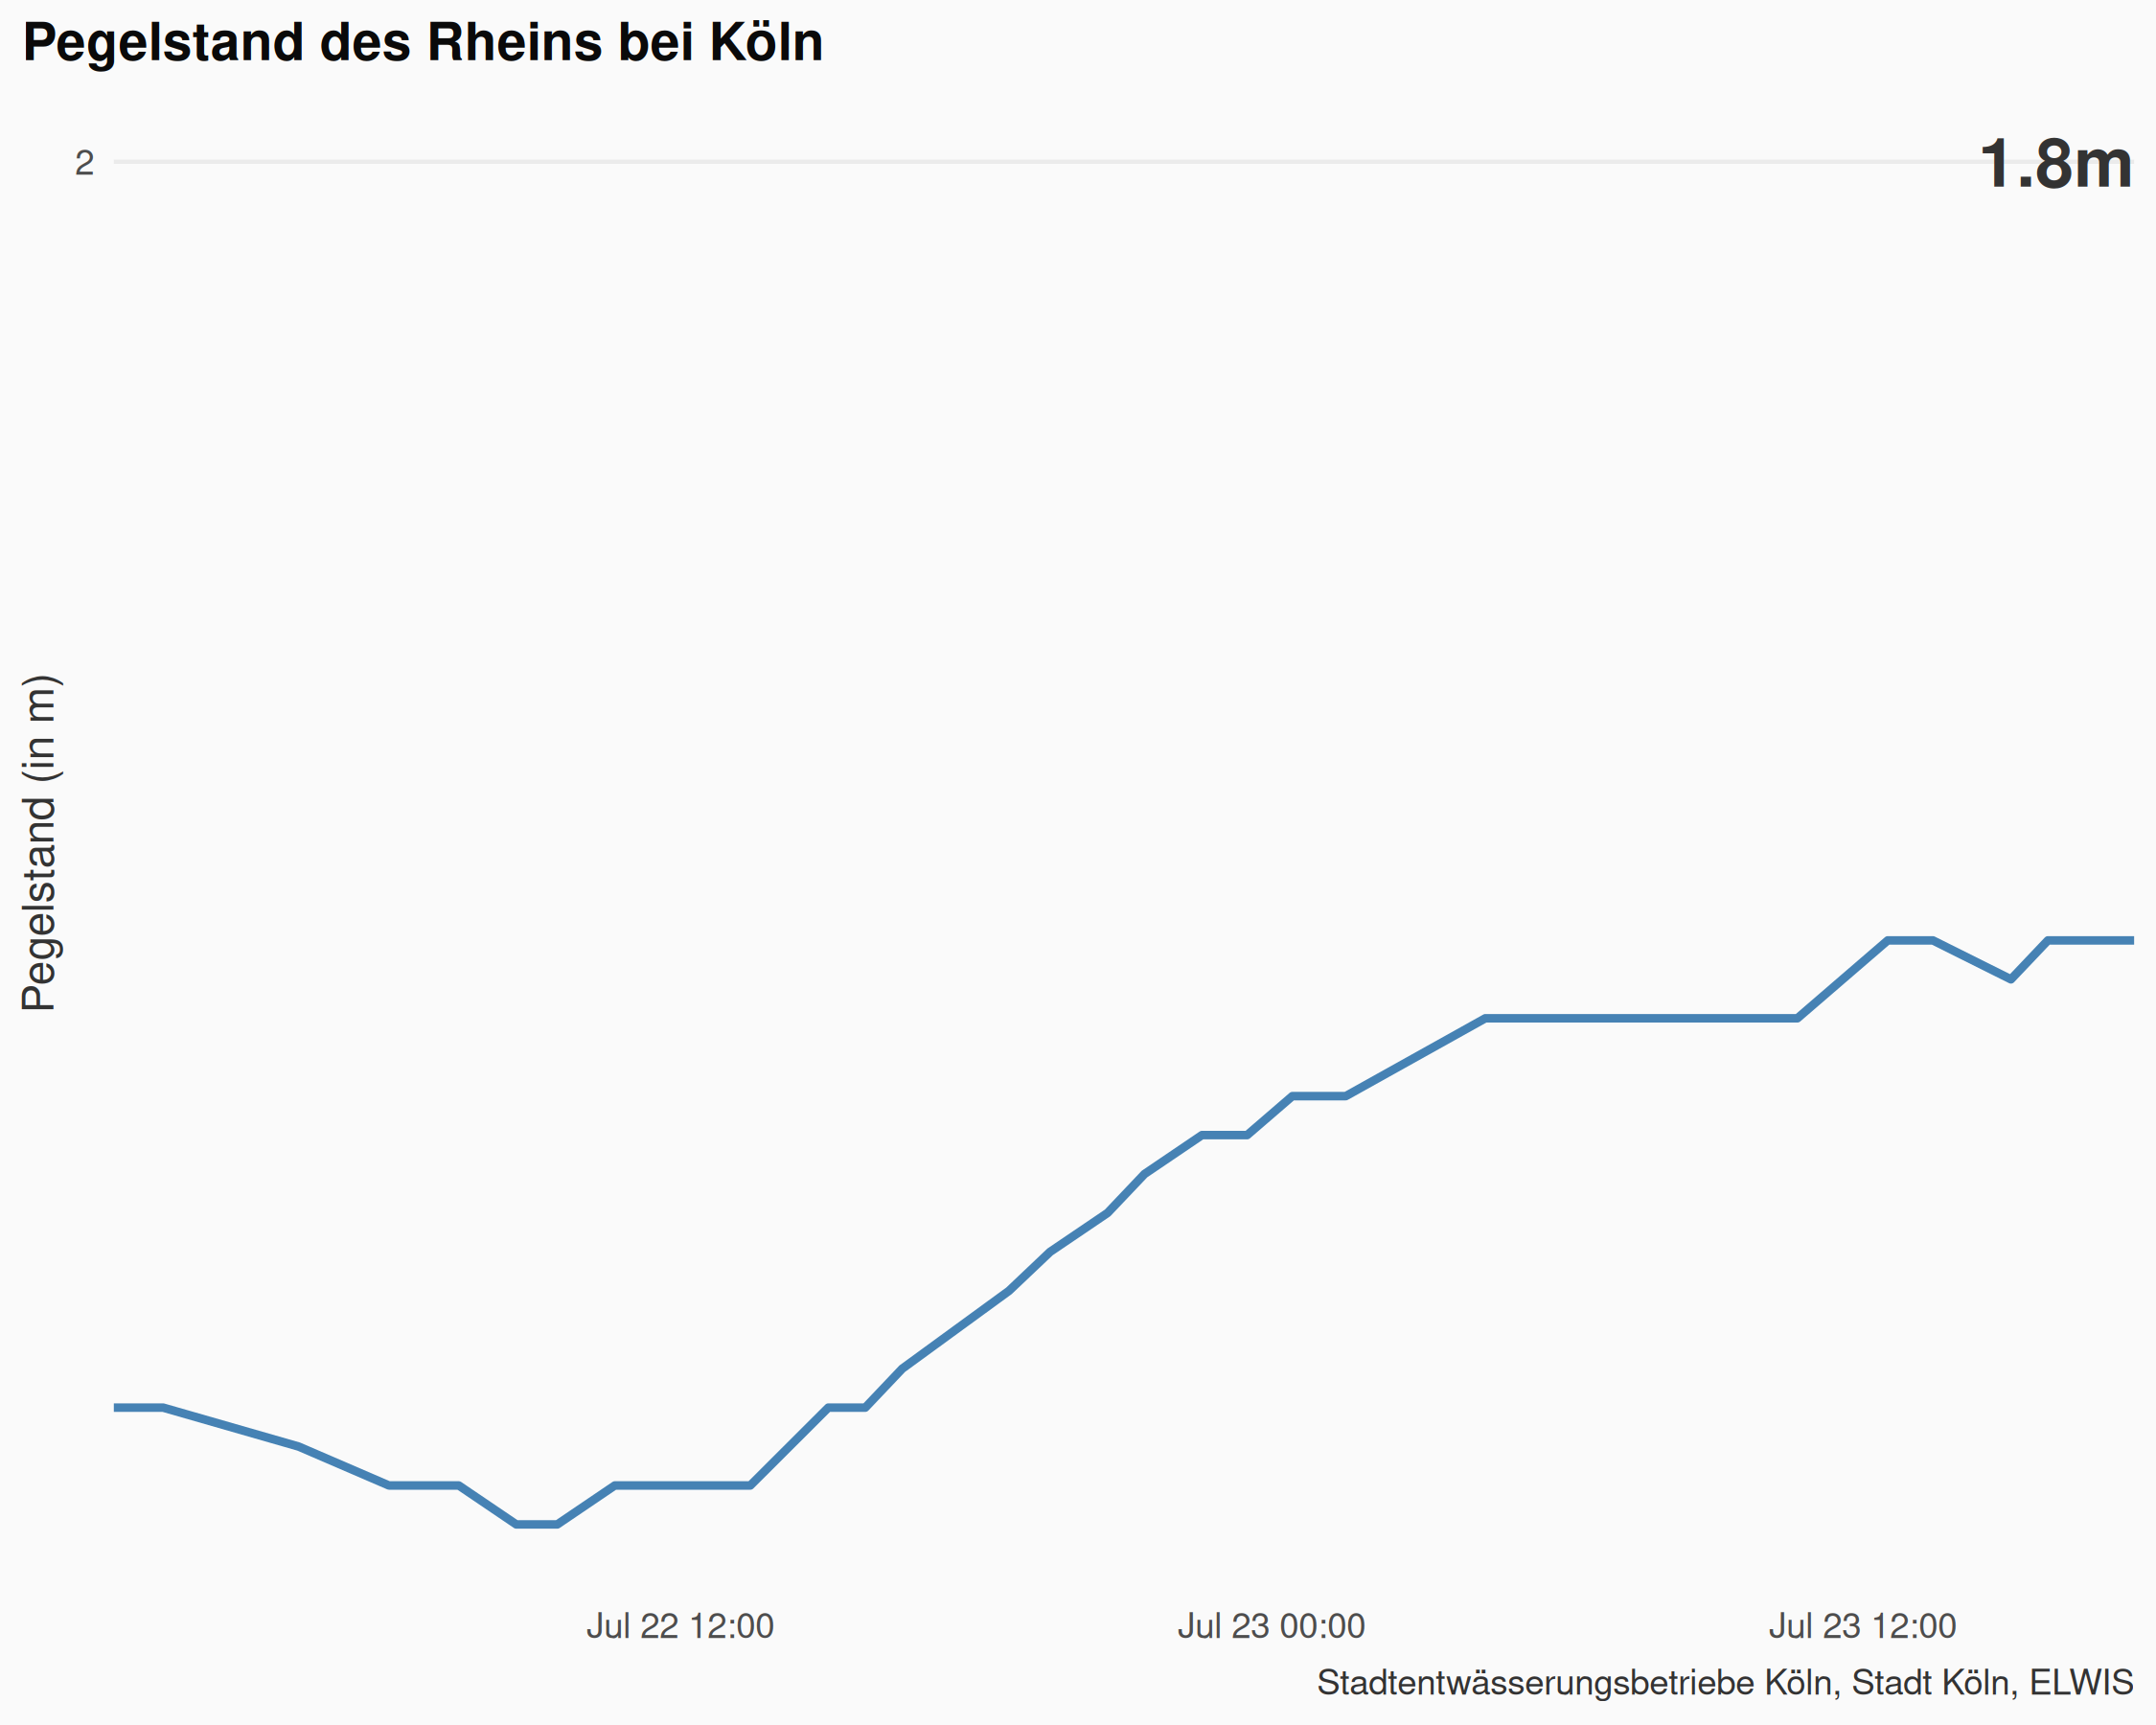 Pegelstand des Rheins bei Köln
2
1.8m
Pegelstand (in m)
Jul 22 12:00
Jul 23 00:00
Jul 23 12:00
Stadtentwässerungsbetriebe Köln, Stadt Köln, ELWIS